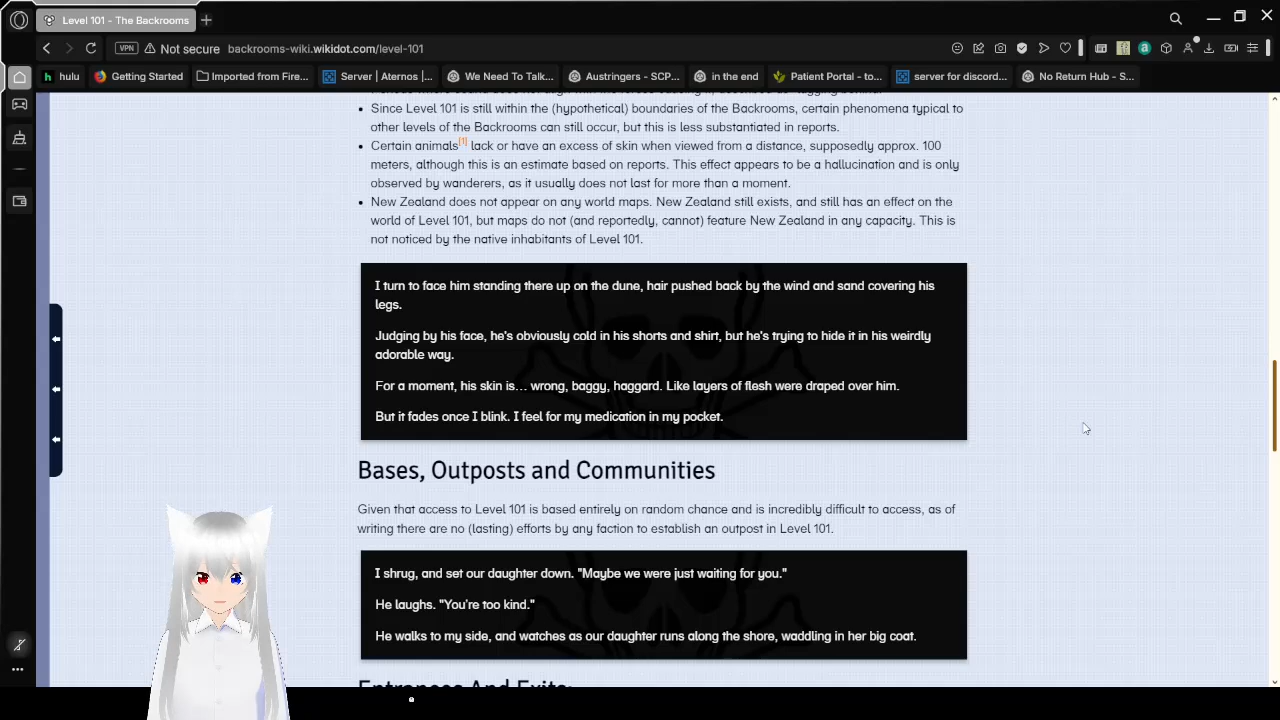 Level 101 - The Backrooms
VPN Not secure backrooms-wiki.wikidot.com/level-101
hulu Getting Started Imported from Fire... Server | Aternos |... We Need To Talk... Austringers - SCP... in the end Patient Portal - to... server for discord... No Return Hub - S...
Since Level 101 is still within the (hypothetical) boundaries of the Backrooms, certain phenomena typical to
other levels of the Backrooms can still occur, but this is less substantiated in reports.
Certain animals[1] lack or have an excess of skin when viewed from a distance, supposedly approx. 100
meters, although this is an estimate based on reports. This effect appears to be a hallucination and is only
observed by wanderers, as it usually does not last for more than a moment.
New Zealand does not appear on any world maps. New Zealand still exists, and still has an effect on the
world of Level 101, but maps do not (and reportedly, cannot) feature New Zealand in any capacity. This is
not noticed by the native inhabitants of Level 101.
I turn to face him standing there up on the dune, hair pushed back by the wind and sand covering his
legs.
Judging by his face, he's obviously cold in his shorts and shirt, but he's trying to hide it in his weirdly
adorable way.
For a moment, his skin is... wrong, baggy, haggard. Like layers of flesh were draped over him.
But it fades once I blink. I feel for my medication in my pocket.
Bases, Outposts and Communities
Given that access to Level 101 is based entirely on random chance and is incredibly difficult to access, as of
writing there are no (lasting) efforts by any faction to establish an outpost in Level 101.
I shrug, and set our daughter down. "Maybe we were just waiting for you."
He laughs. "You're too kind."
He walks to my side, and watches as our daughter runs along the shore, waddling in her big coat.
Entrances And Exits: